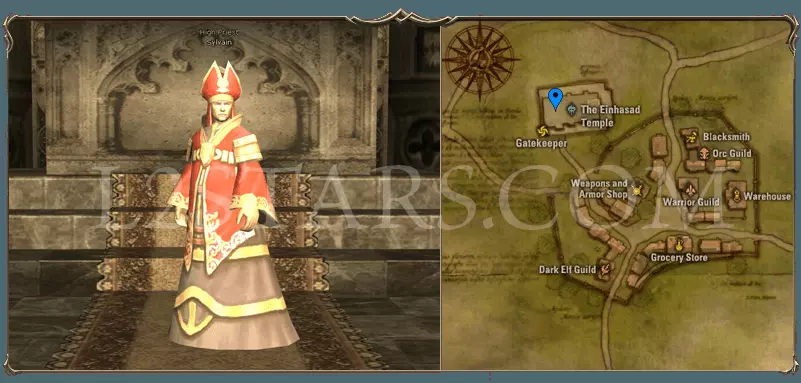 High Priest
Sylvain
The Einhasad
Temple
Gatekeeper
Blacksmith
Orc Guild
Weapons and
Armor Shop
Warrior Guild
Warehouse
Grocery Store
Dark Elf Guild
L2STARS.COM